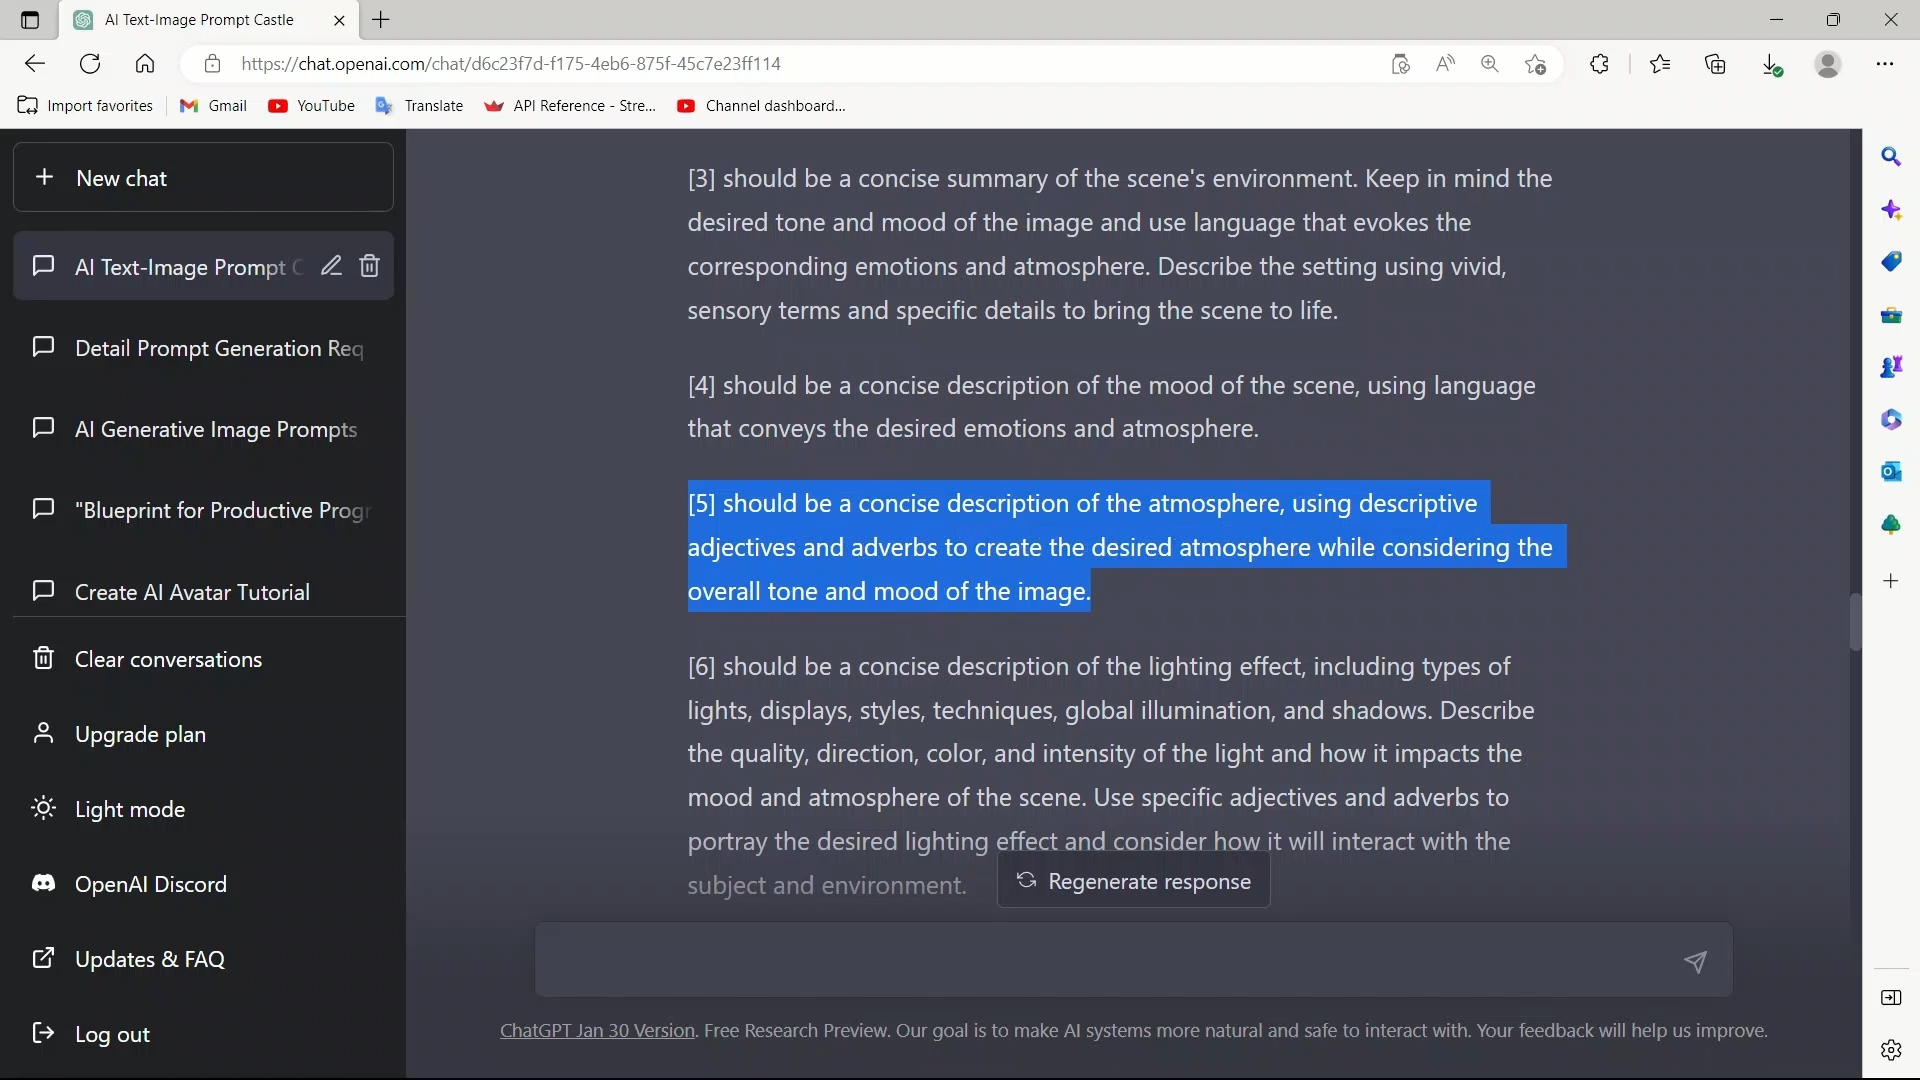 AI Text-Image Prompt Castle
https://chat.openai.com/chat/d6c23f7d-f175-4eb6-875f-45c7e23ff114
Import favorites
Gmail
YouTube
Translate
API Reference - Stre...
Channel dashboard...
New chat
AI Text-Image Prompt C
Detail Prompt Generation Req
AI Generative Image Prompts
"Blueprint for Productive Progr
Create AI Avatar Tutorial
Clear conversations
Upgrade plan
Light mode
OpenAI Discord
Updates & FAQ
Log out
[3] should be a concise summary of the scene's environment. Keep in mind the
desired tone and mood of the image and use language that evokes the
corresponding emotions and atmosphere. Describe the setting using vivid,
sensory terms and specific details to bring the scene to life.
[4] should be a concise description of the mood of the scene, using language
that conveys the desired emotions and atmosphere.
[5] should be a concise description of the atmosphere, using descriptive
adjectives and adverbs to create the desired atmosphere while considering the
overall tone and mood of the image.
[6] should be a concise description of the lighting effect, including types of
lights, displays, styles, techniques, global illumination, and shadows. Describe
the quality, direction, color, and intensity of the light and how it impacts the
mood and atmosphere of the scene. Use specific adjectives and adverbs to
portray the desired lighting effect and consider how it will interact with the
subject and environment.
Regenerate response
ChatGPT Jan 30 Version. Free Research Preview. Our goal is to make AI systems more natural and safe to interact with. Your feedback will help us improve.